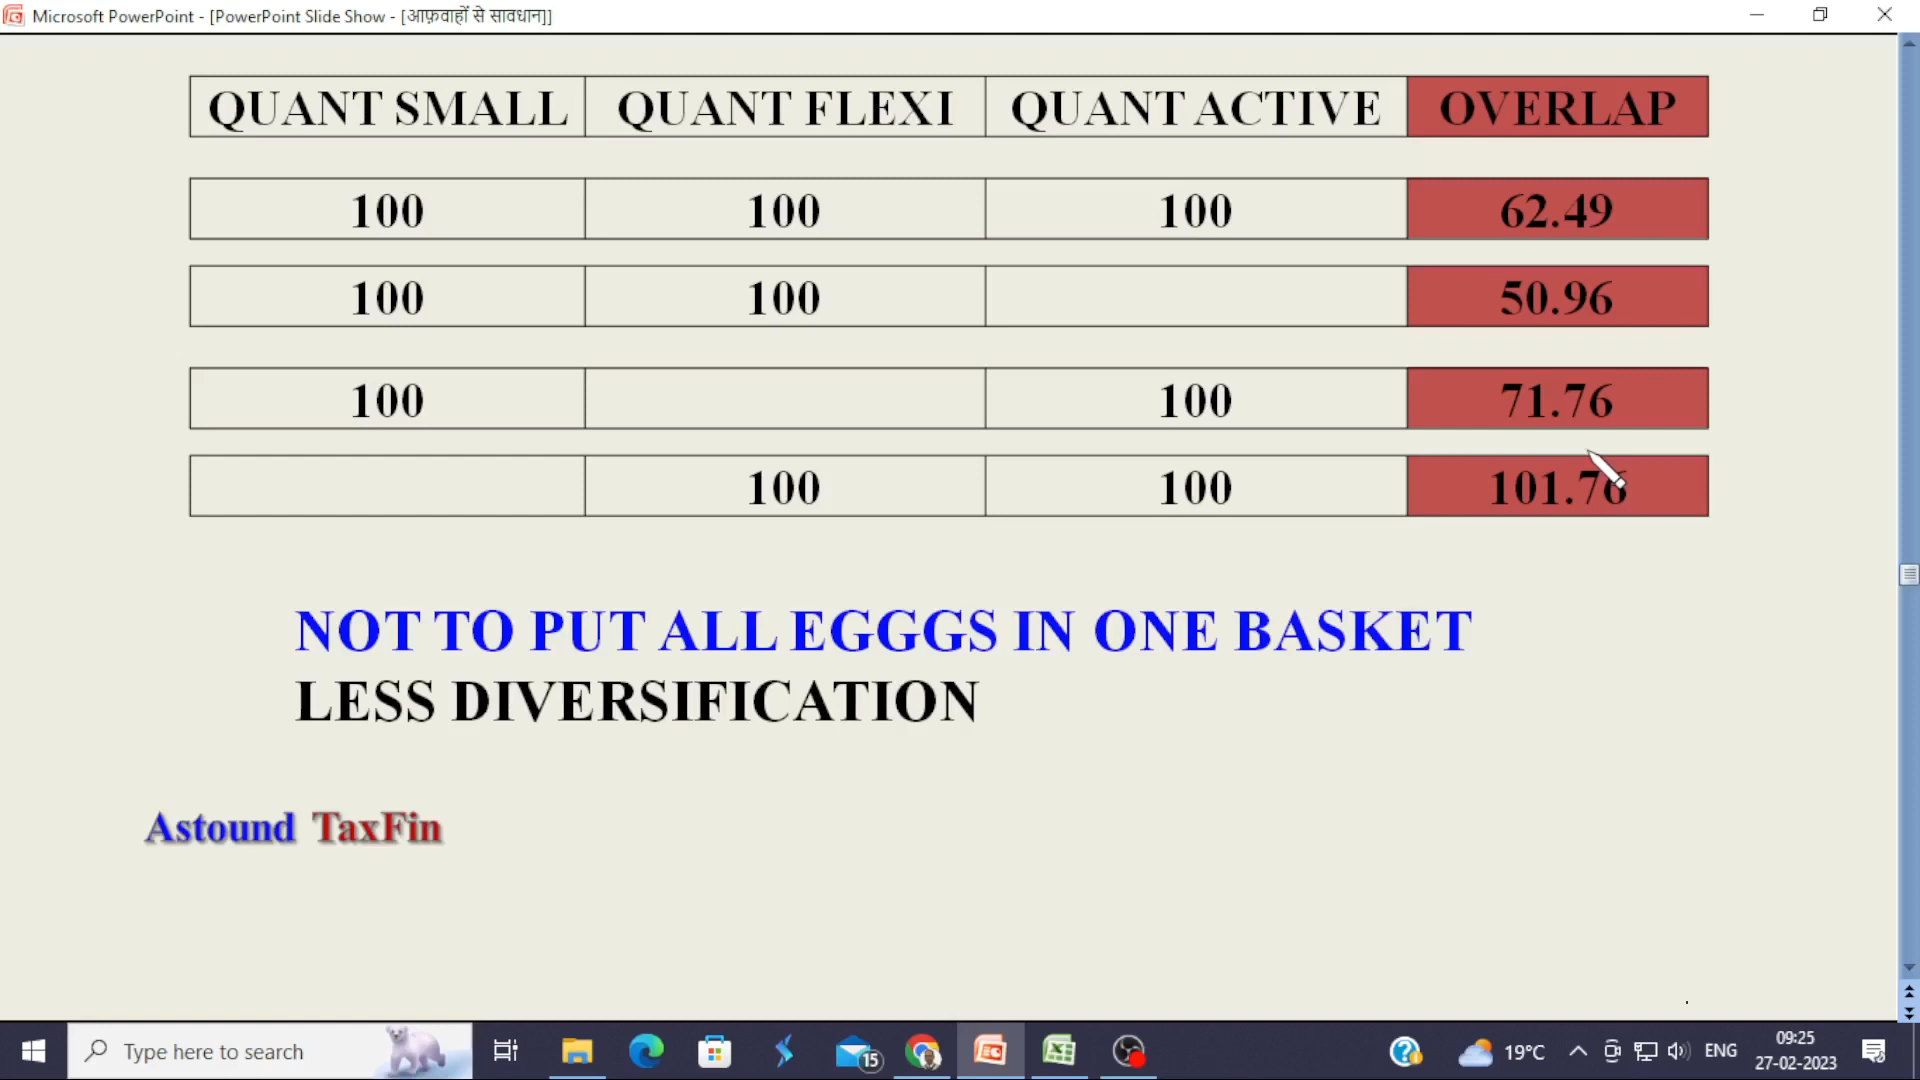 Microsoft PowerPoint - [PowerPoint Slide Show - [आफ़वाहों से सावधान]]
QUANT SMALL QUANT FLEXI QUANT ACTIVE OVERLAP
100 100 100 62.49
100 100 50.96
100 100 71.76
100 100 101.76
NOT TO PUT ALL EGGGS IN ONE BASKET
LESS DIVERSIFICATION
Astound TaxFin
Type here to search
15
19°C
ENG
09:25
27-02-2023